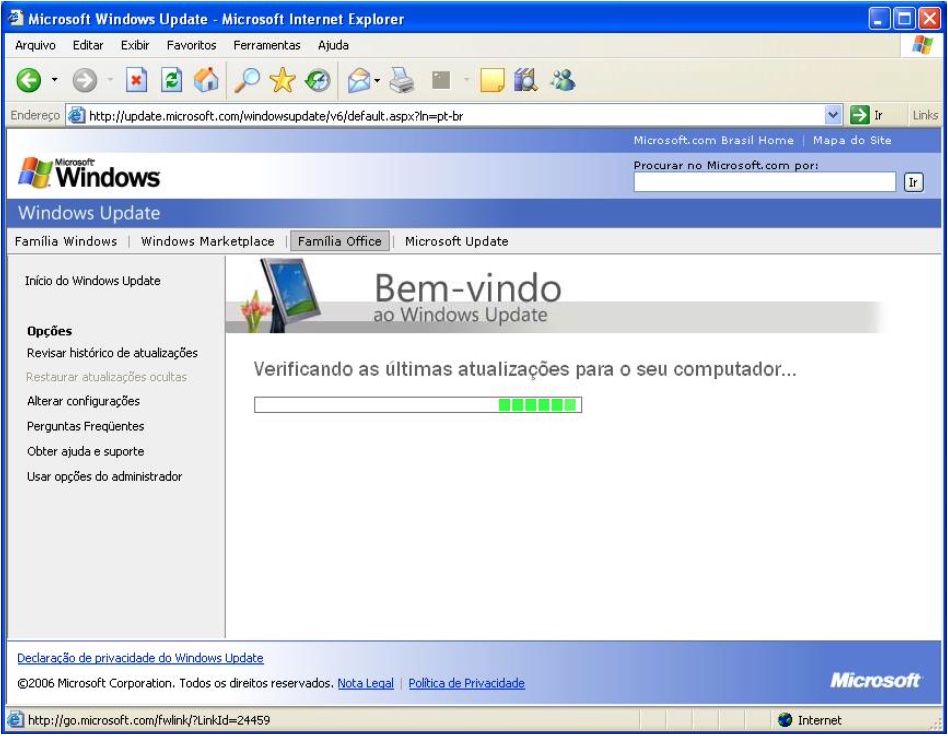 Microsoft Windows Update - Microsoft Internet Explorer
Arquivo Editar Exibir Favoritos Ferramentas Ajuda
Endereço http://update.microsoft.com/windowsupdate/v6/default.aspx?ln=pt-br Ir Links
Microsoft.com Brasil Home | Mapa do Site
Microsoft Windows
Procurar no Microsoft.com por:
Ir
Windows Update
Família Windows | Windows Marketplace | Família Office | Microsoft Update
Início do Windows Update
Opções
Revisar histórico de atualizações
Restaurar atualizações ocultas
Alterar configurações
Perguntas Freqüentes
Obter ajuda e suporte
Usar opções do administrador
Bem-vindo
ao Windows Update
Verificando as últimas atualizações para o seu computador...
Declaração de privacidade do Windows Update
©2006 Microsoft Corporation. Todos os direitos reservados. Nota Legal | Política de Privacidade
Microsoft
http://go.microsoft.com/fwlink/?LinkId=24459 Internet